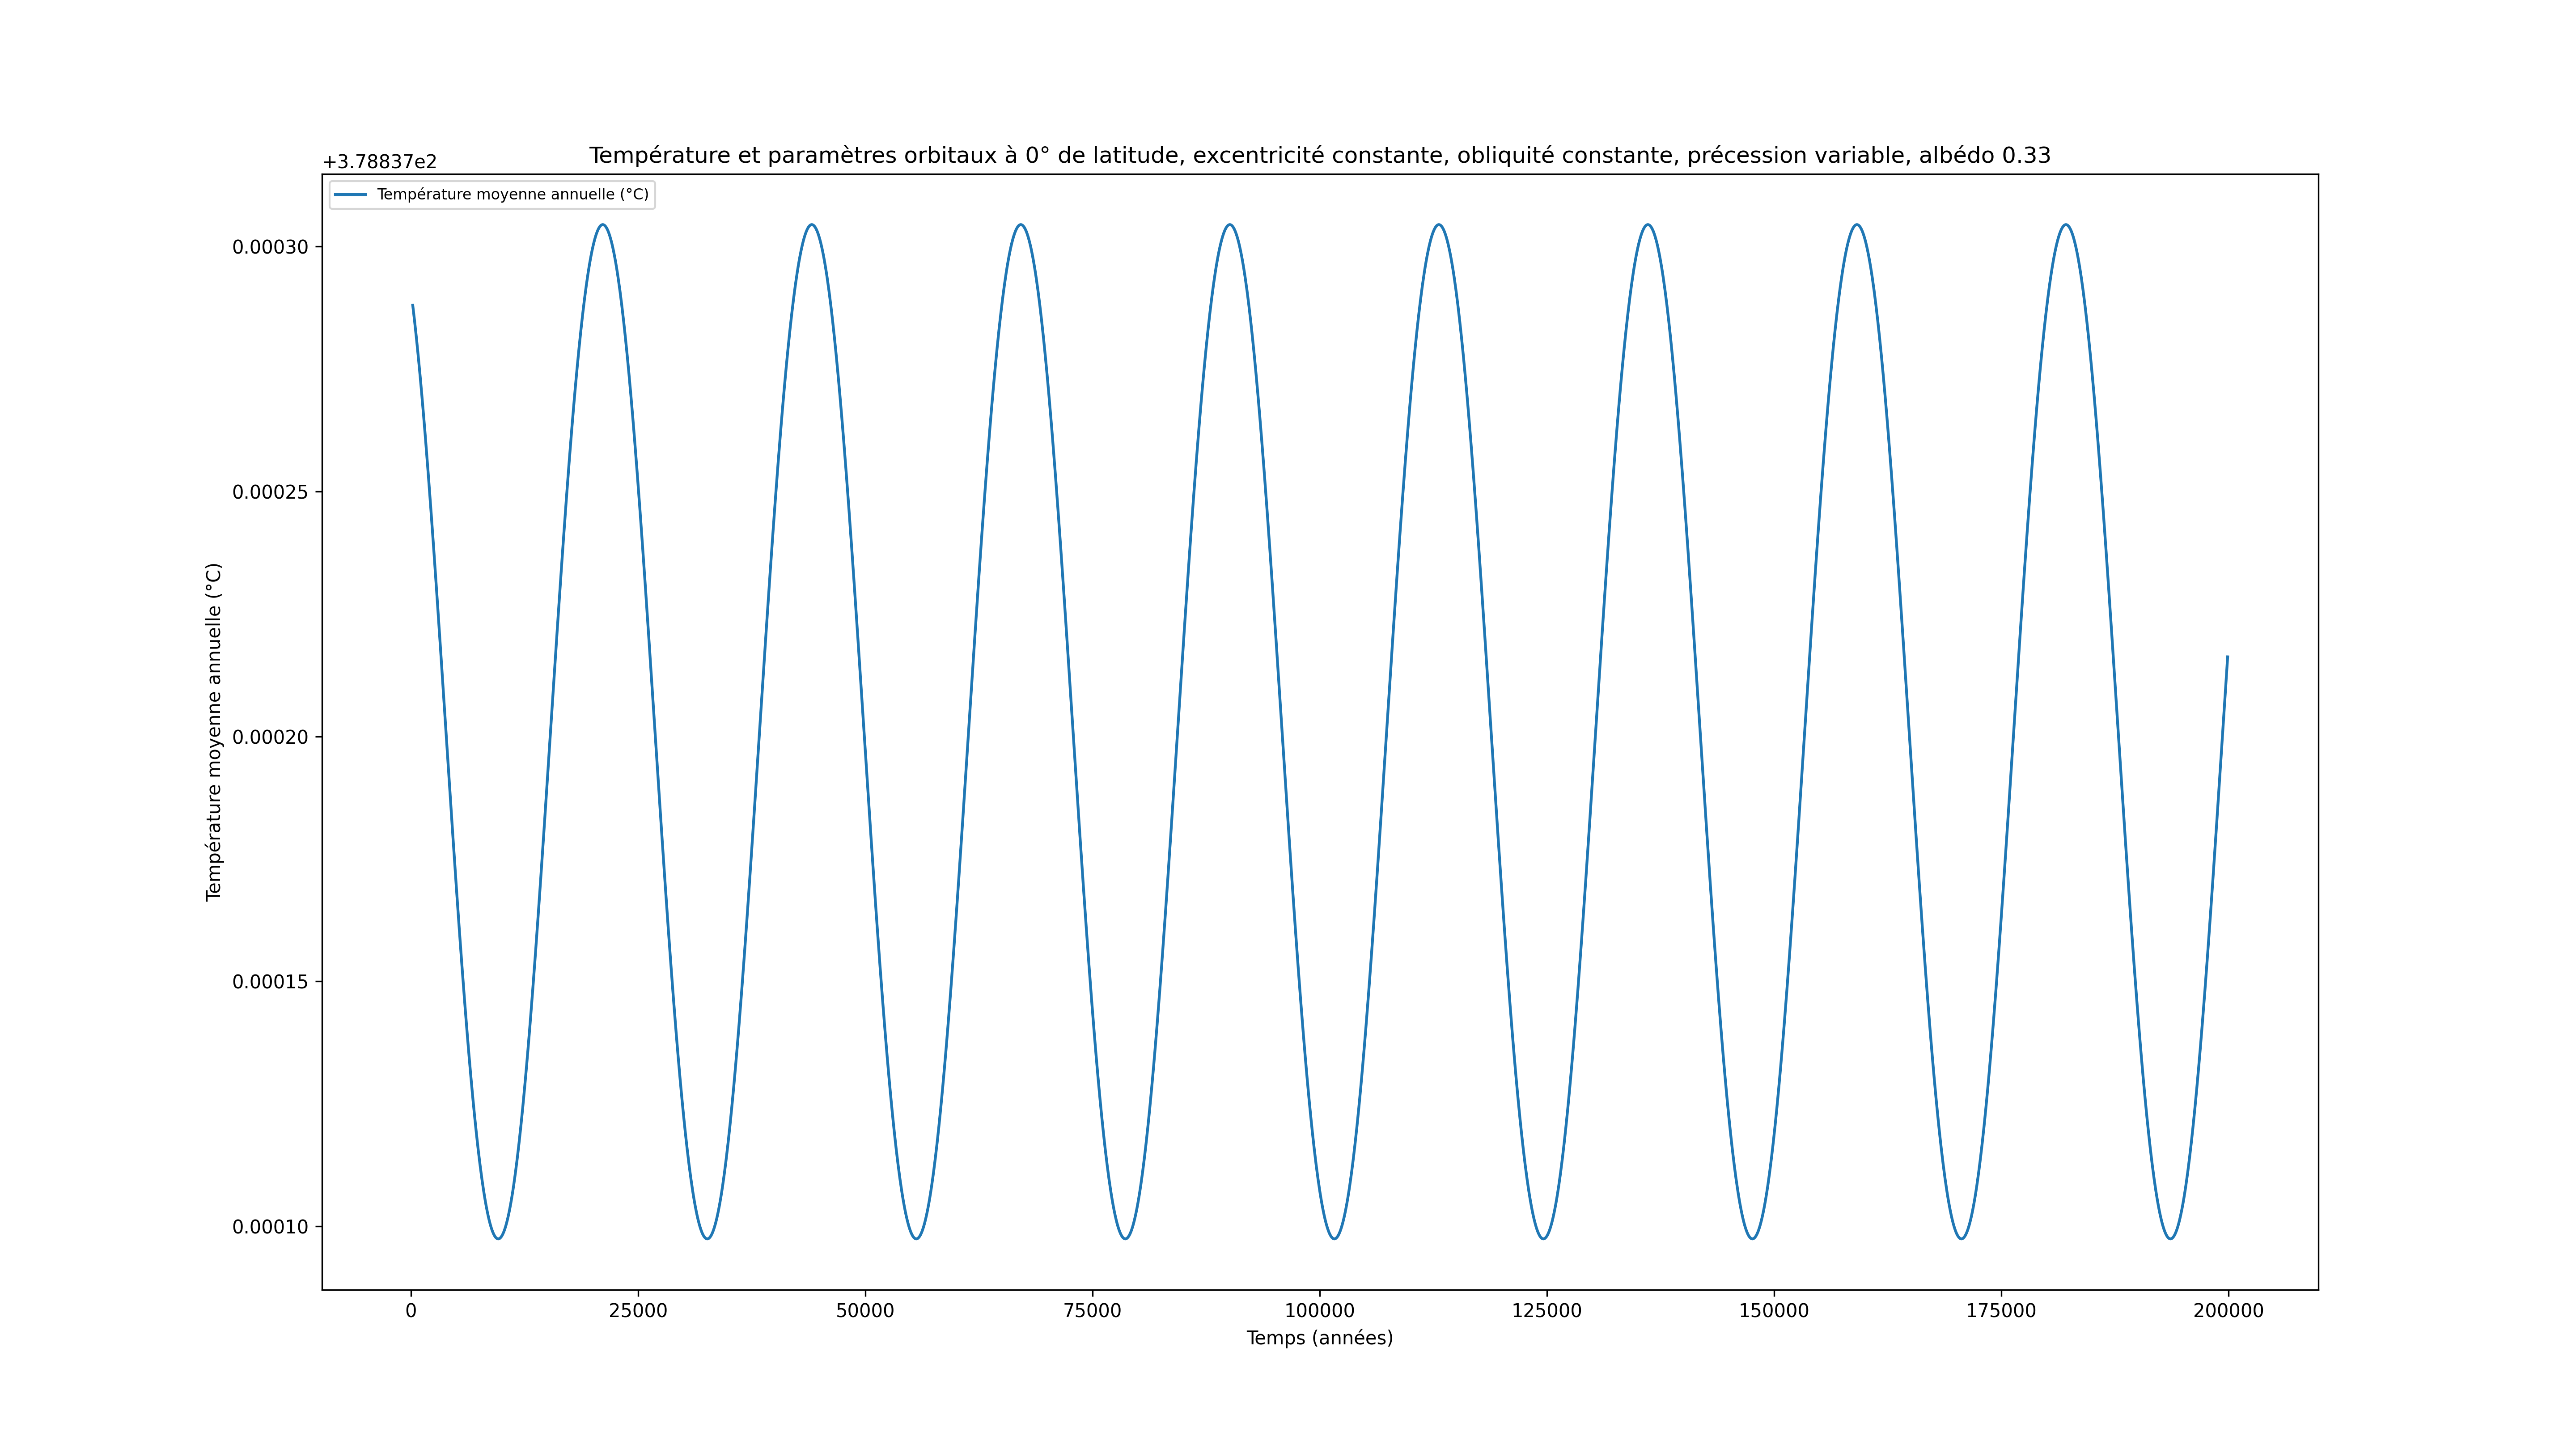 Température et paramètres orbitaux à 0° de latitude, excentricité constante, obliquité constante, précession variable, albédo 0.33
+3.78837e2
Température moyenne annuelle (°C)
0.00030
0.00025
0.00020
0.00015
0.00010
Température moyenne annuelle (°C)
0 25000 50000 75000 100000 125000 150000 175000 200000
Temps (années)